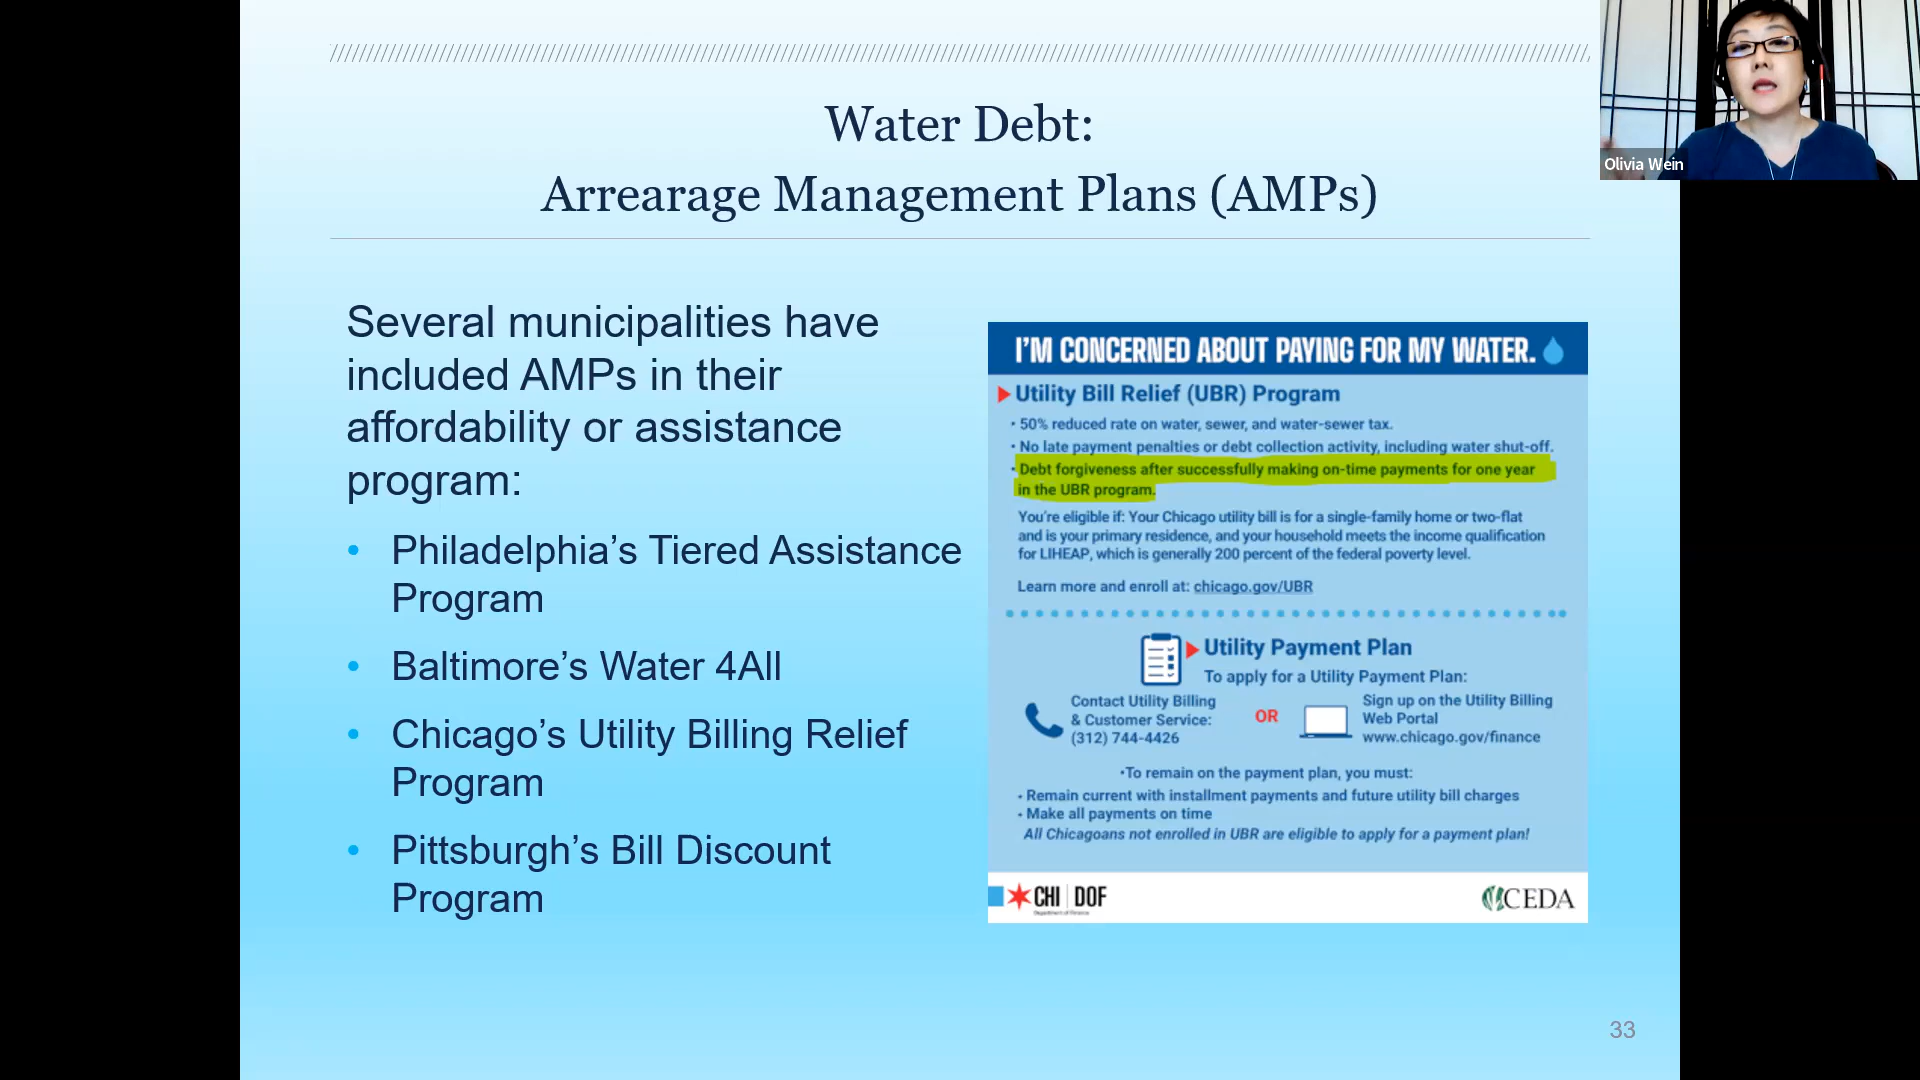 Water Debt:
Arrearage Management Plans (AMPs)
Olivia Wein
Several municipalities have
included AMPs in their
affordability or assistance
program:
• Philadelphia’s Tiered Assistance
Program
• Baltimore’s Water 4All
• Chicago’s Utility Billing Relief
Program
• Pittsburgh’s Bill Discount
Program
I’M CONCERNED ABOUT PAYING FOR MY WATER.
Utility Bill Relief (UBR) Program
• 50% reduced rate on water, sewer, and water-sewer tax.
• No late payment penalties or debt collection activity, including water shut-off.
• Debt forgiveness after successfully making on-time payments for one year
in the UBR program.
You’re eligible if: Your Chicago utility bill is for a single-family home or two-flat
and is your primary residence, and your household meets the income qualification
for LIHEAP, which is generally 200 percent of the federal poverty level.
Learn more and enroll at: chicago.gov/UBR
Utility Payment Plan
To apply for a Utility Payment Plan:
Contact Utility Billing
& Customer Service:
(312) 744-4426
OR
Sign up on the Utility Billing
Web Portal
www.chicago.gov/finance
•To remain on the payment plan, you must:
• Remain current with installment payments and future utility bill charges
• Make all payments on time
All Chicagoans not enrolled in UBR are eligible to apply for a payment plan!
CHI | DOF
Department of Finance
CEDA
33